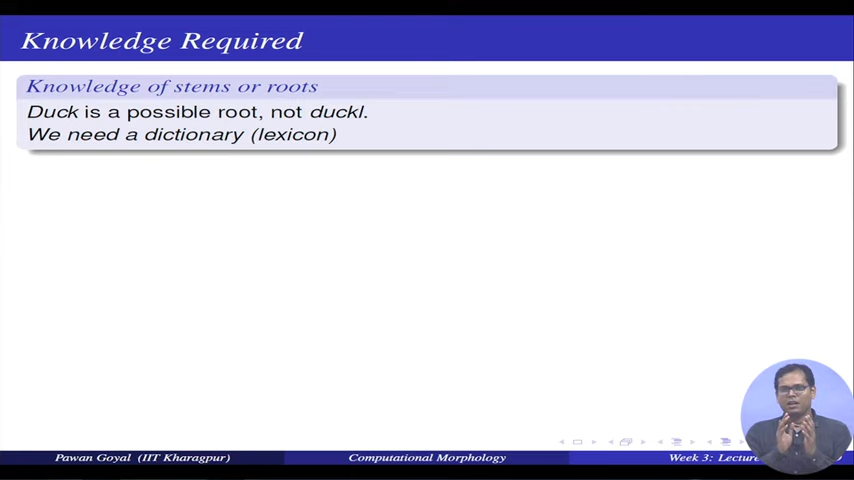 Knowledge Required
Knowledge of stems or roots
Duck is a possible root, not duckl.
We need a dictionary (lexicon)
Pawan Goyal (IIT Kharagpur)
Computational Morphology
Week 3: Lecture